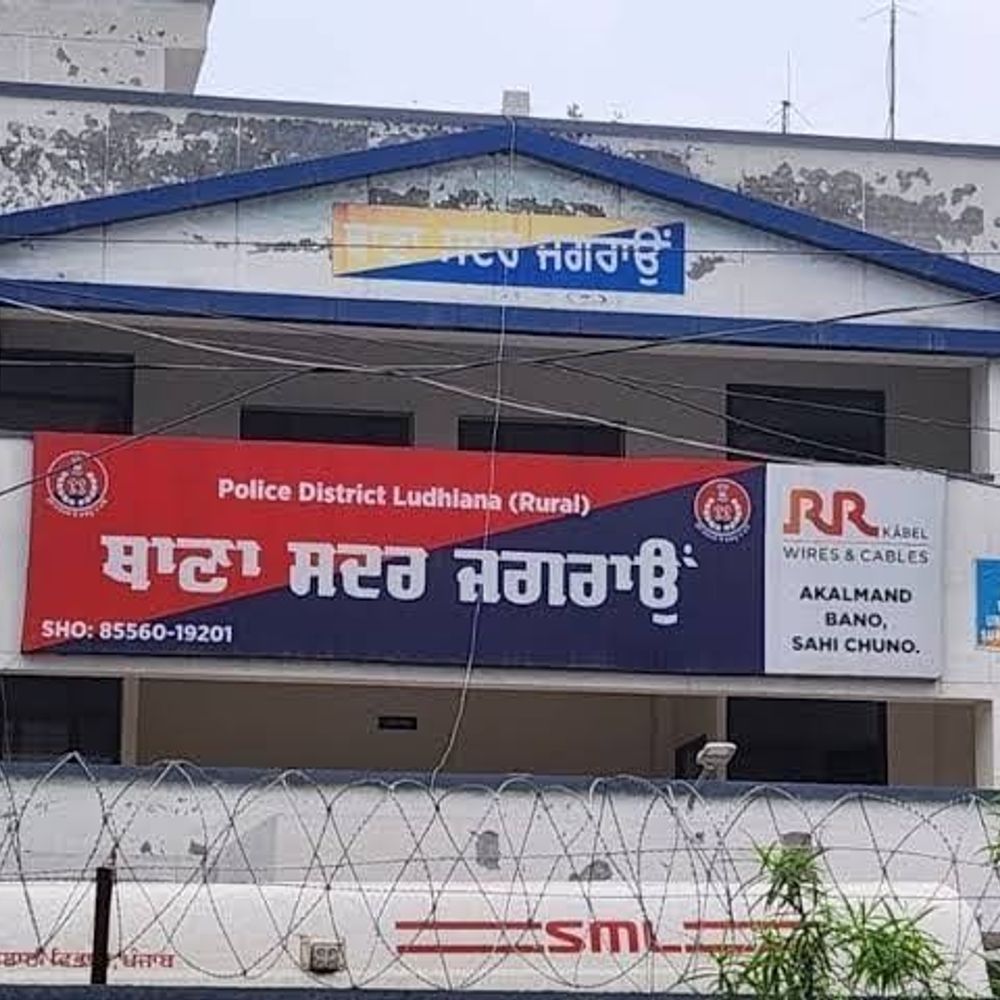 ਥਾਣਾ ਸਦਰ ਜਗਰਾਉਂ
Police District Ludhiana (Rural)
ਥਾਣਾ ਸਦਰ ਜਗਰਾਉਂ
SHO: 85560-19201
RR KABEL
WIRES & CABLES
AKALMAND
BANO,
SAHI CHUNO.
SML
ਪੰਜਾਬ